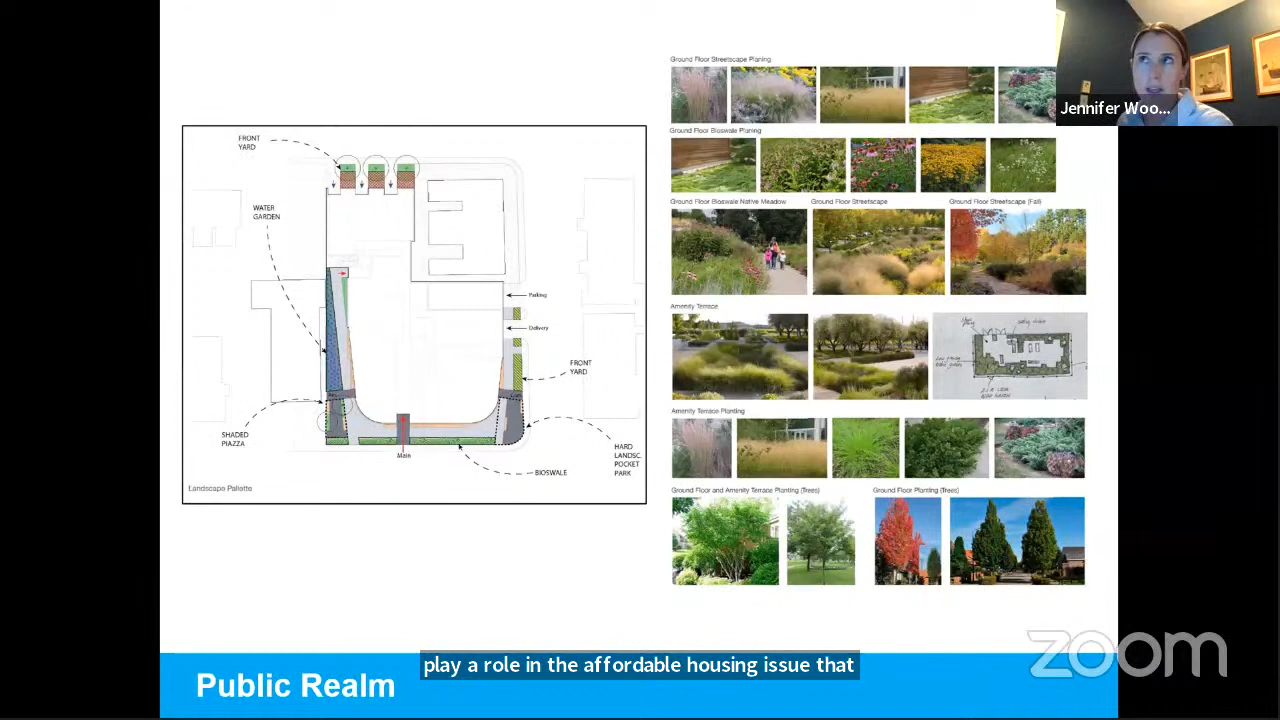 Jennifer Woo...
FRONT
YARD
WATER
GARDEN
Parking
Delivery
FRONT
YARD
SHADED
PIAZZA
Main
BIOSWALE
HARD
LANDSC.
POCKET
PARK
Landscape Pallette
Ground Floor Streetscape Planing
Ground Floor Bioswale Planing
Ground Floor Bioswale Native Meadow
Ground Floor Streetscape
Ground Floor Streetscape (Fall)
Amenity Terrace
Amenity Terrace Planting
Ground Floor and Amenity Terrace Planting (Trees)
Ground Floor Planting (Trees)
play a role in the affordable housing issue that
Public Realm
zoom